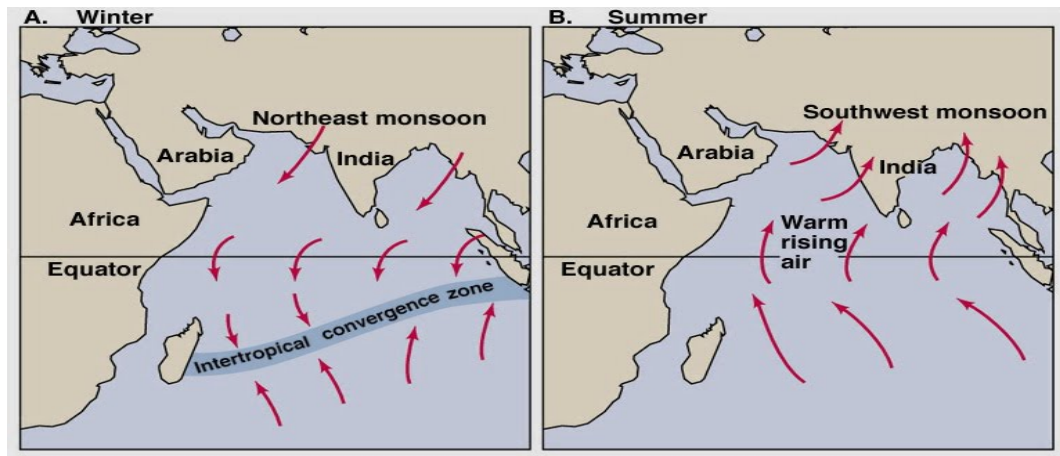 A. Winter
Northeast monsoon
Arabia
India
Africa
Equator
Intertropical convergence zone
B. Summer
Southwest monsoon
Arabia
India
Africa
Warm
rising
air
Equator